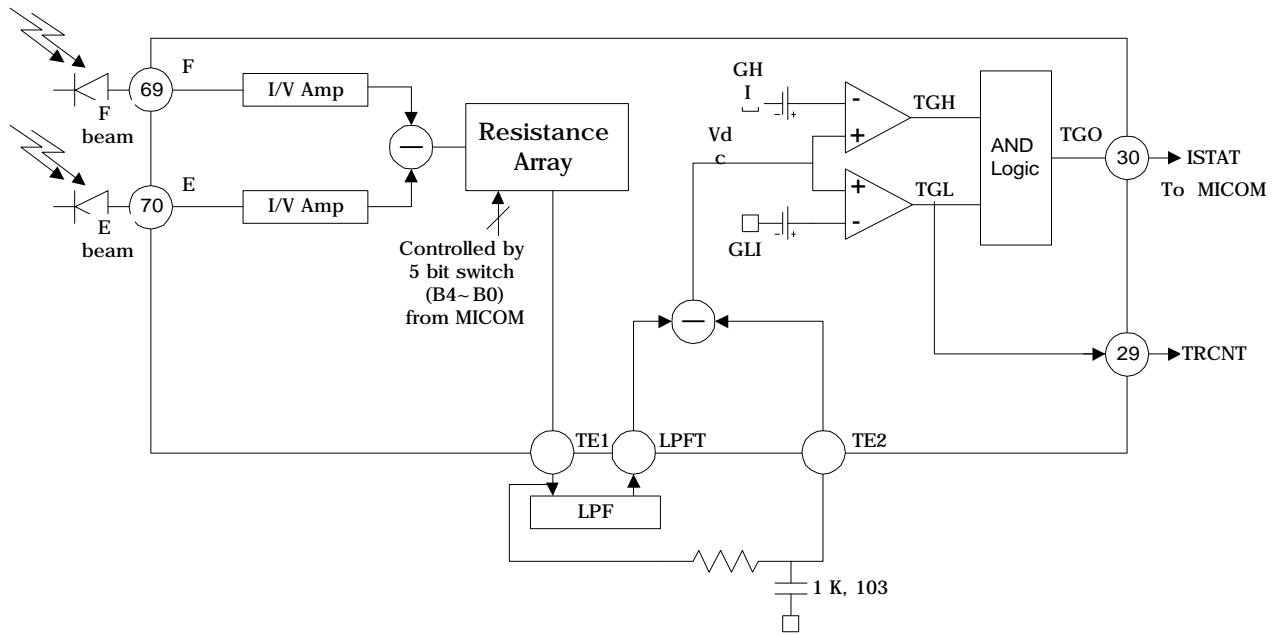 F
69
F
beam
I/V Amp
E
70
E
beam
I/V Amp
Resistance
Array
Controlled by
5 bit switch
(B4~B0)
from MICOM
GH
I
Vd
c
TGH
TGL
GLI
AND
Logic
TGO
30
ISTAT
To MICOM
29
TRCNT
TE1
LPFT
TE2
LPF
1 K, 103